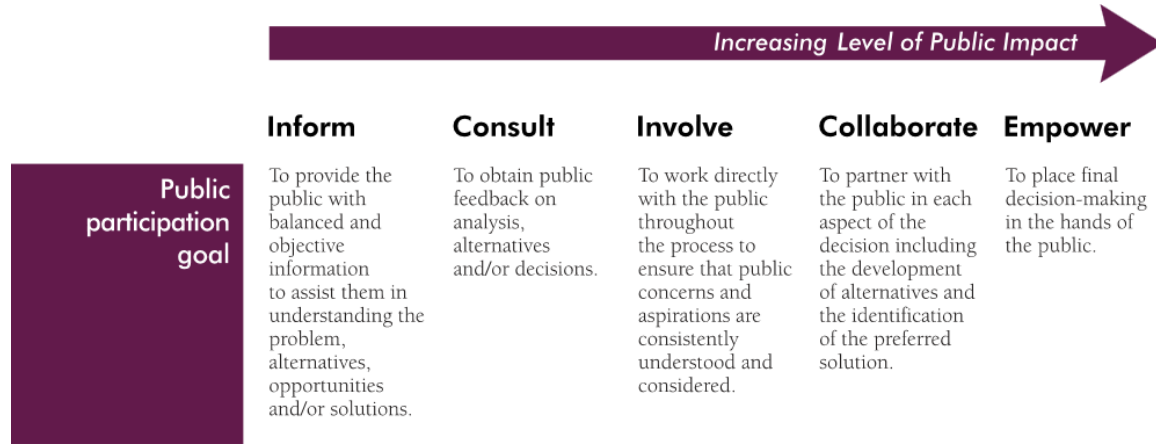 Increasing Level of Public Impact
Inform
Consult
Involve
Collaborate
Empower
Public
participation
goal
To provide the
public with
balanced and
objective
information
to assist them in
understanding the
problem,
alternatives,
opportunities
and/or solutions.
To obtain public
feedback on
analysis,
alternatives
and/or decisions.
To work directly
with the public
throughout
the process to
ensure that public
concerns and
aspirations are
consistently
understood and
considered.
To partner with
the public in each
aspect of the
decision including
the development
of alternatives and
the identification
of the preferred
solution.
To place final
decision-making
in the hands of
the public.